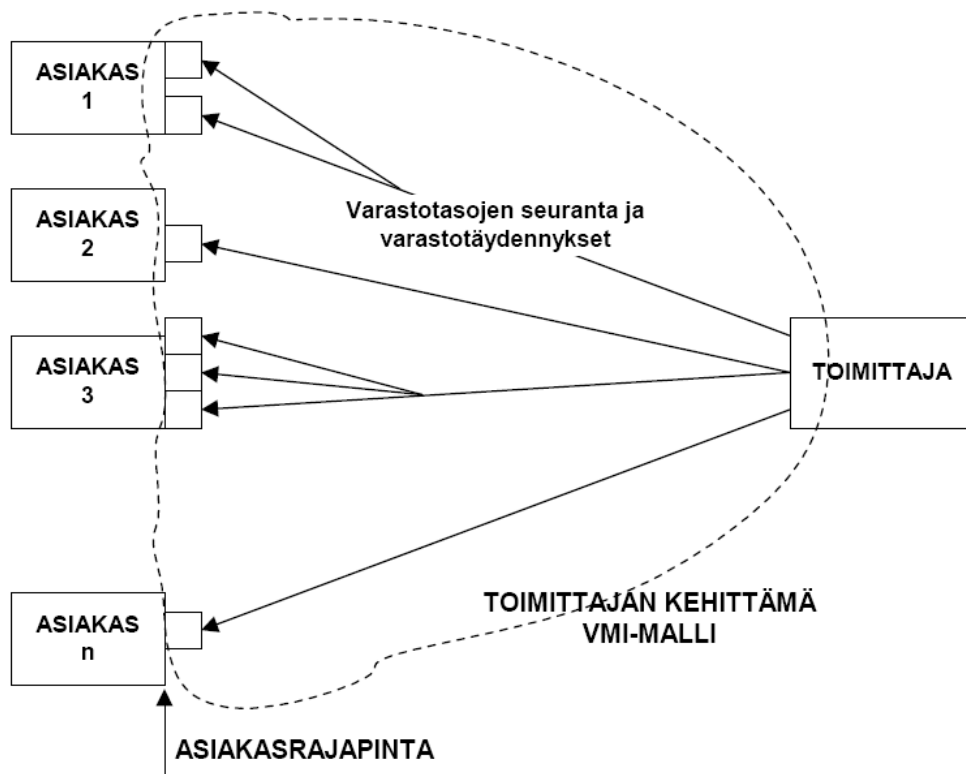 ASIAKAS
1
ASIAKAS
2
Varastotasojen seuranta ja
varastotäydennykset
ASIAKAS
3
TOIMITTAJA
ASIAKAS
n
TOIMITTAJAN KEHITTÄMÄ
VMI-MALLI
ASIAKASRAJAPINTA